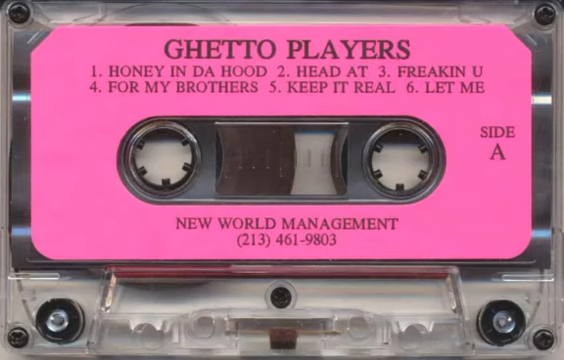 GHETTO PLAYERS
1. HONEY IN DA HOOD 2. HEAD AT 3. FREAKIN U
4. FOR MY BROTHERS 5. KEEP IT REAL 6. LET ME
SIDE
A
NEW WORLD MANAGEMENT
(213) 461-9803